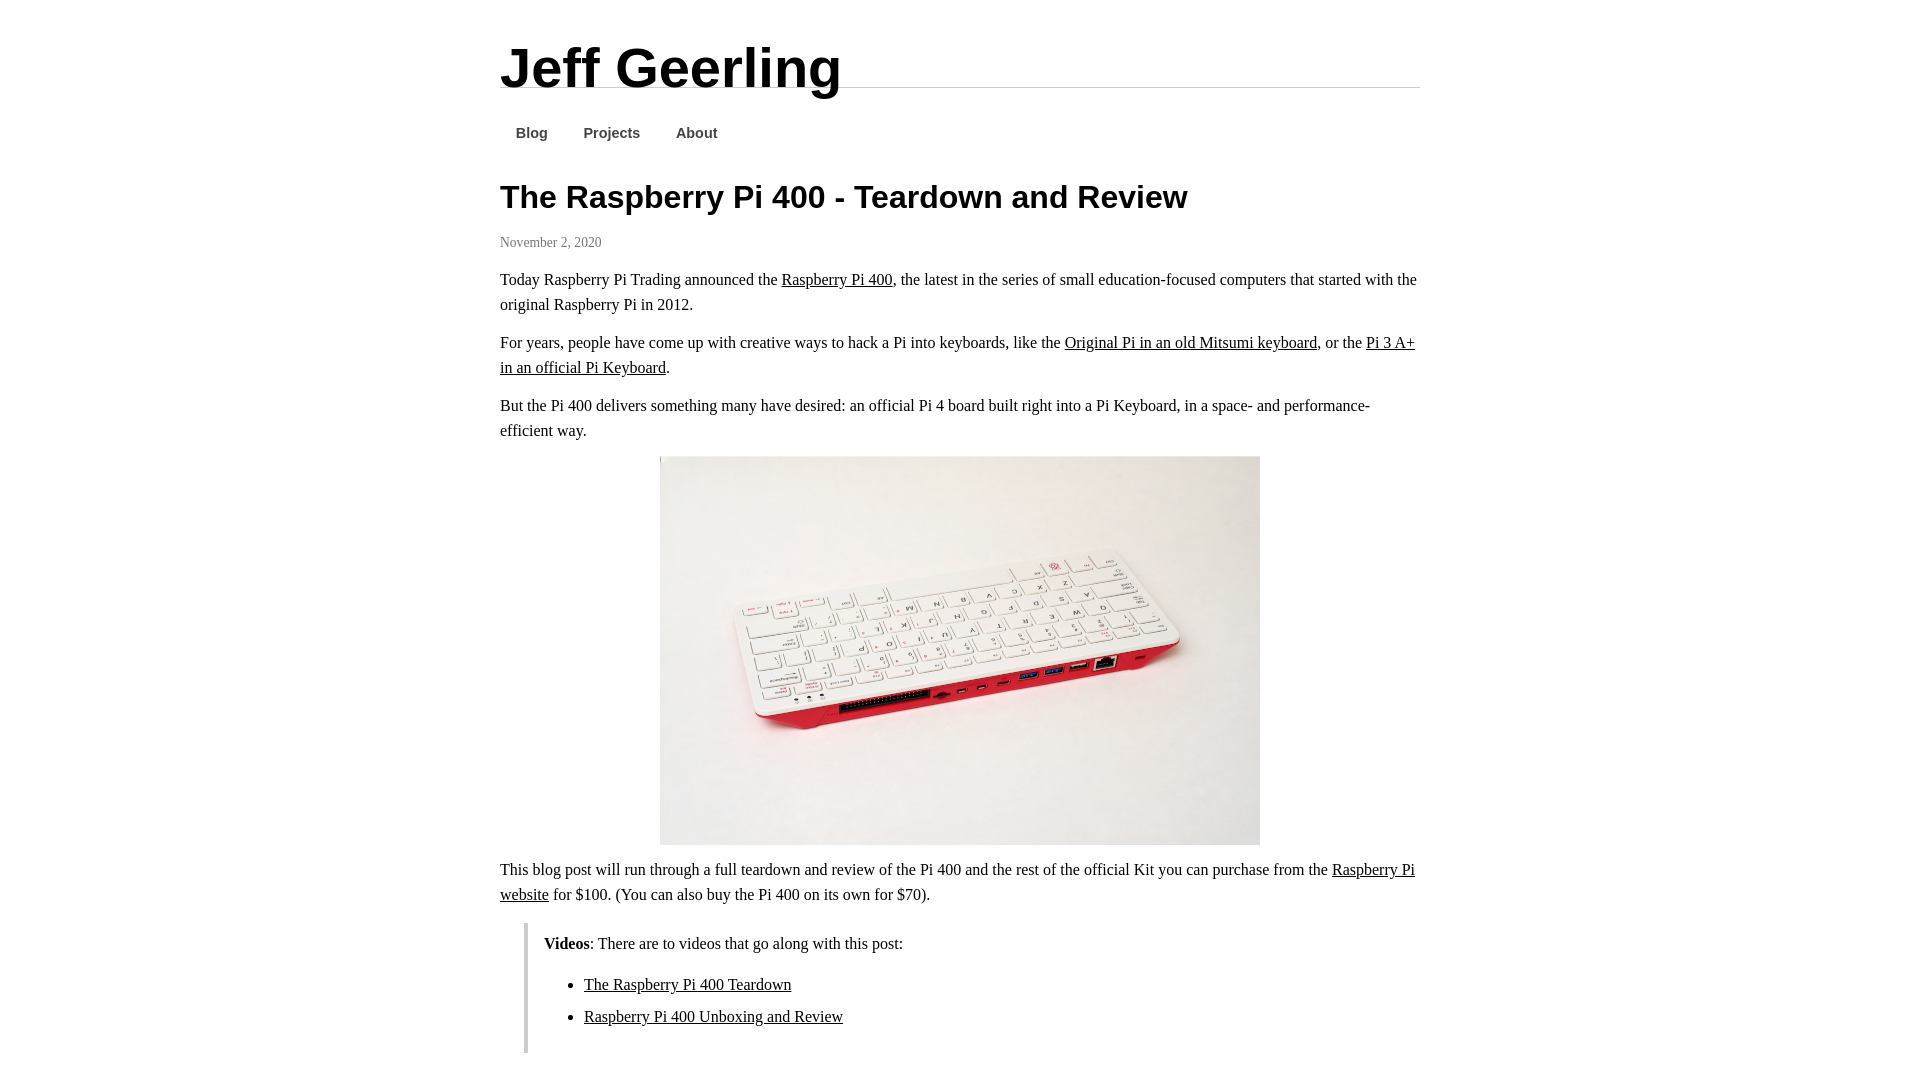 Jeff Geerling
Blog Projects About
The Raspberry Pi 400 - Teardown and Review
November 2, 2020
Today Raspberry Pi Trading announced the Raspberry Pi 400, the latest in the series of small education-focused computers that started with the
original Raspberry Pi in 2012.
For years, people have come up with creative ways to hack a Pi into keyboards, like the Original Pi in an old Mitsumi keyboard, or the Pi 3 A+
in an official Pi Keyboard.
But the Pi 400 delivers something many have desired: an official Pi 4 board built right into a Pi Keyboard, in a space- and performance-
efficient way.
This blog post will run through a full teardown and review of the Pi 400 and the rest of the official Kit you can purchase from the Raspberry Pi
website for $100. (You can also buy the Pi 400 on its own for $70).
Videos: There are to videos that go along with this post:
The Raspberry Pi 400 Teardown
Raspberry Pi 400 Unboxing and Review